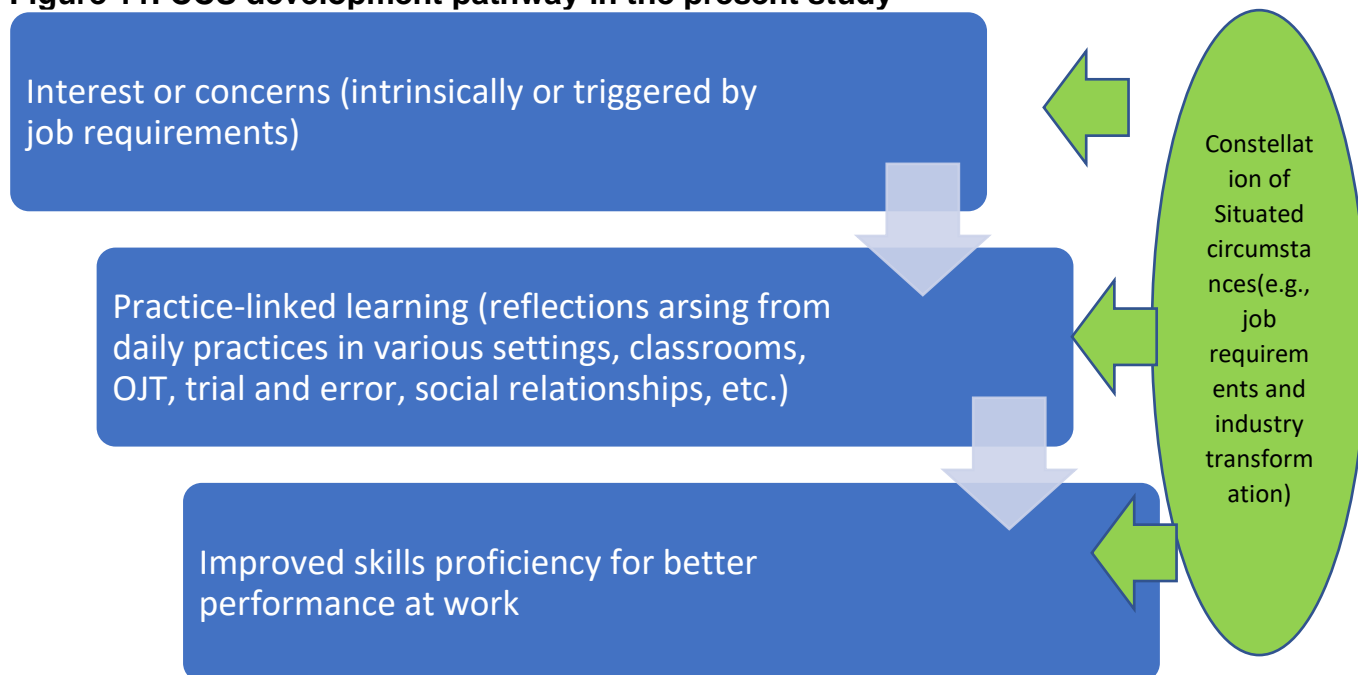 Interest or concerns (intrinsically or triggered by
job requirements)
Practice-linked learning (reflections arsing from
daily practices in various settings, classrooms,
OJT, trial and error, social relationships, etc.)
Improved skills proficiency for better
performance at work
Constellat
ion of
Situated
circumsta
nces(e.g.,
job
requirem
ents and
industry
transform
ation)